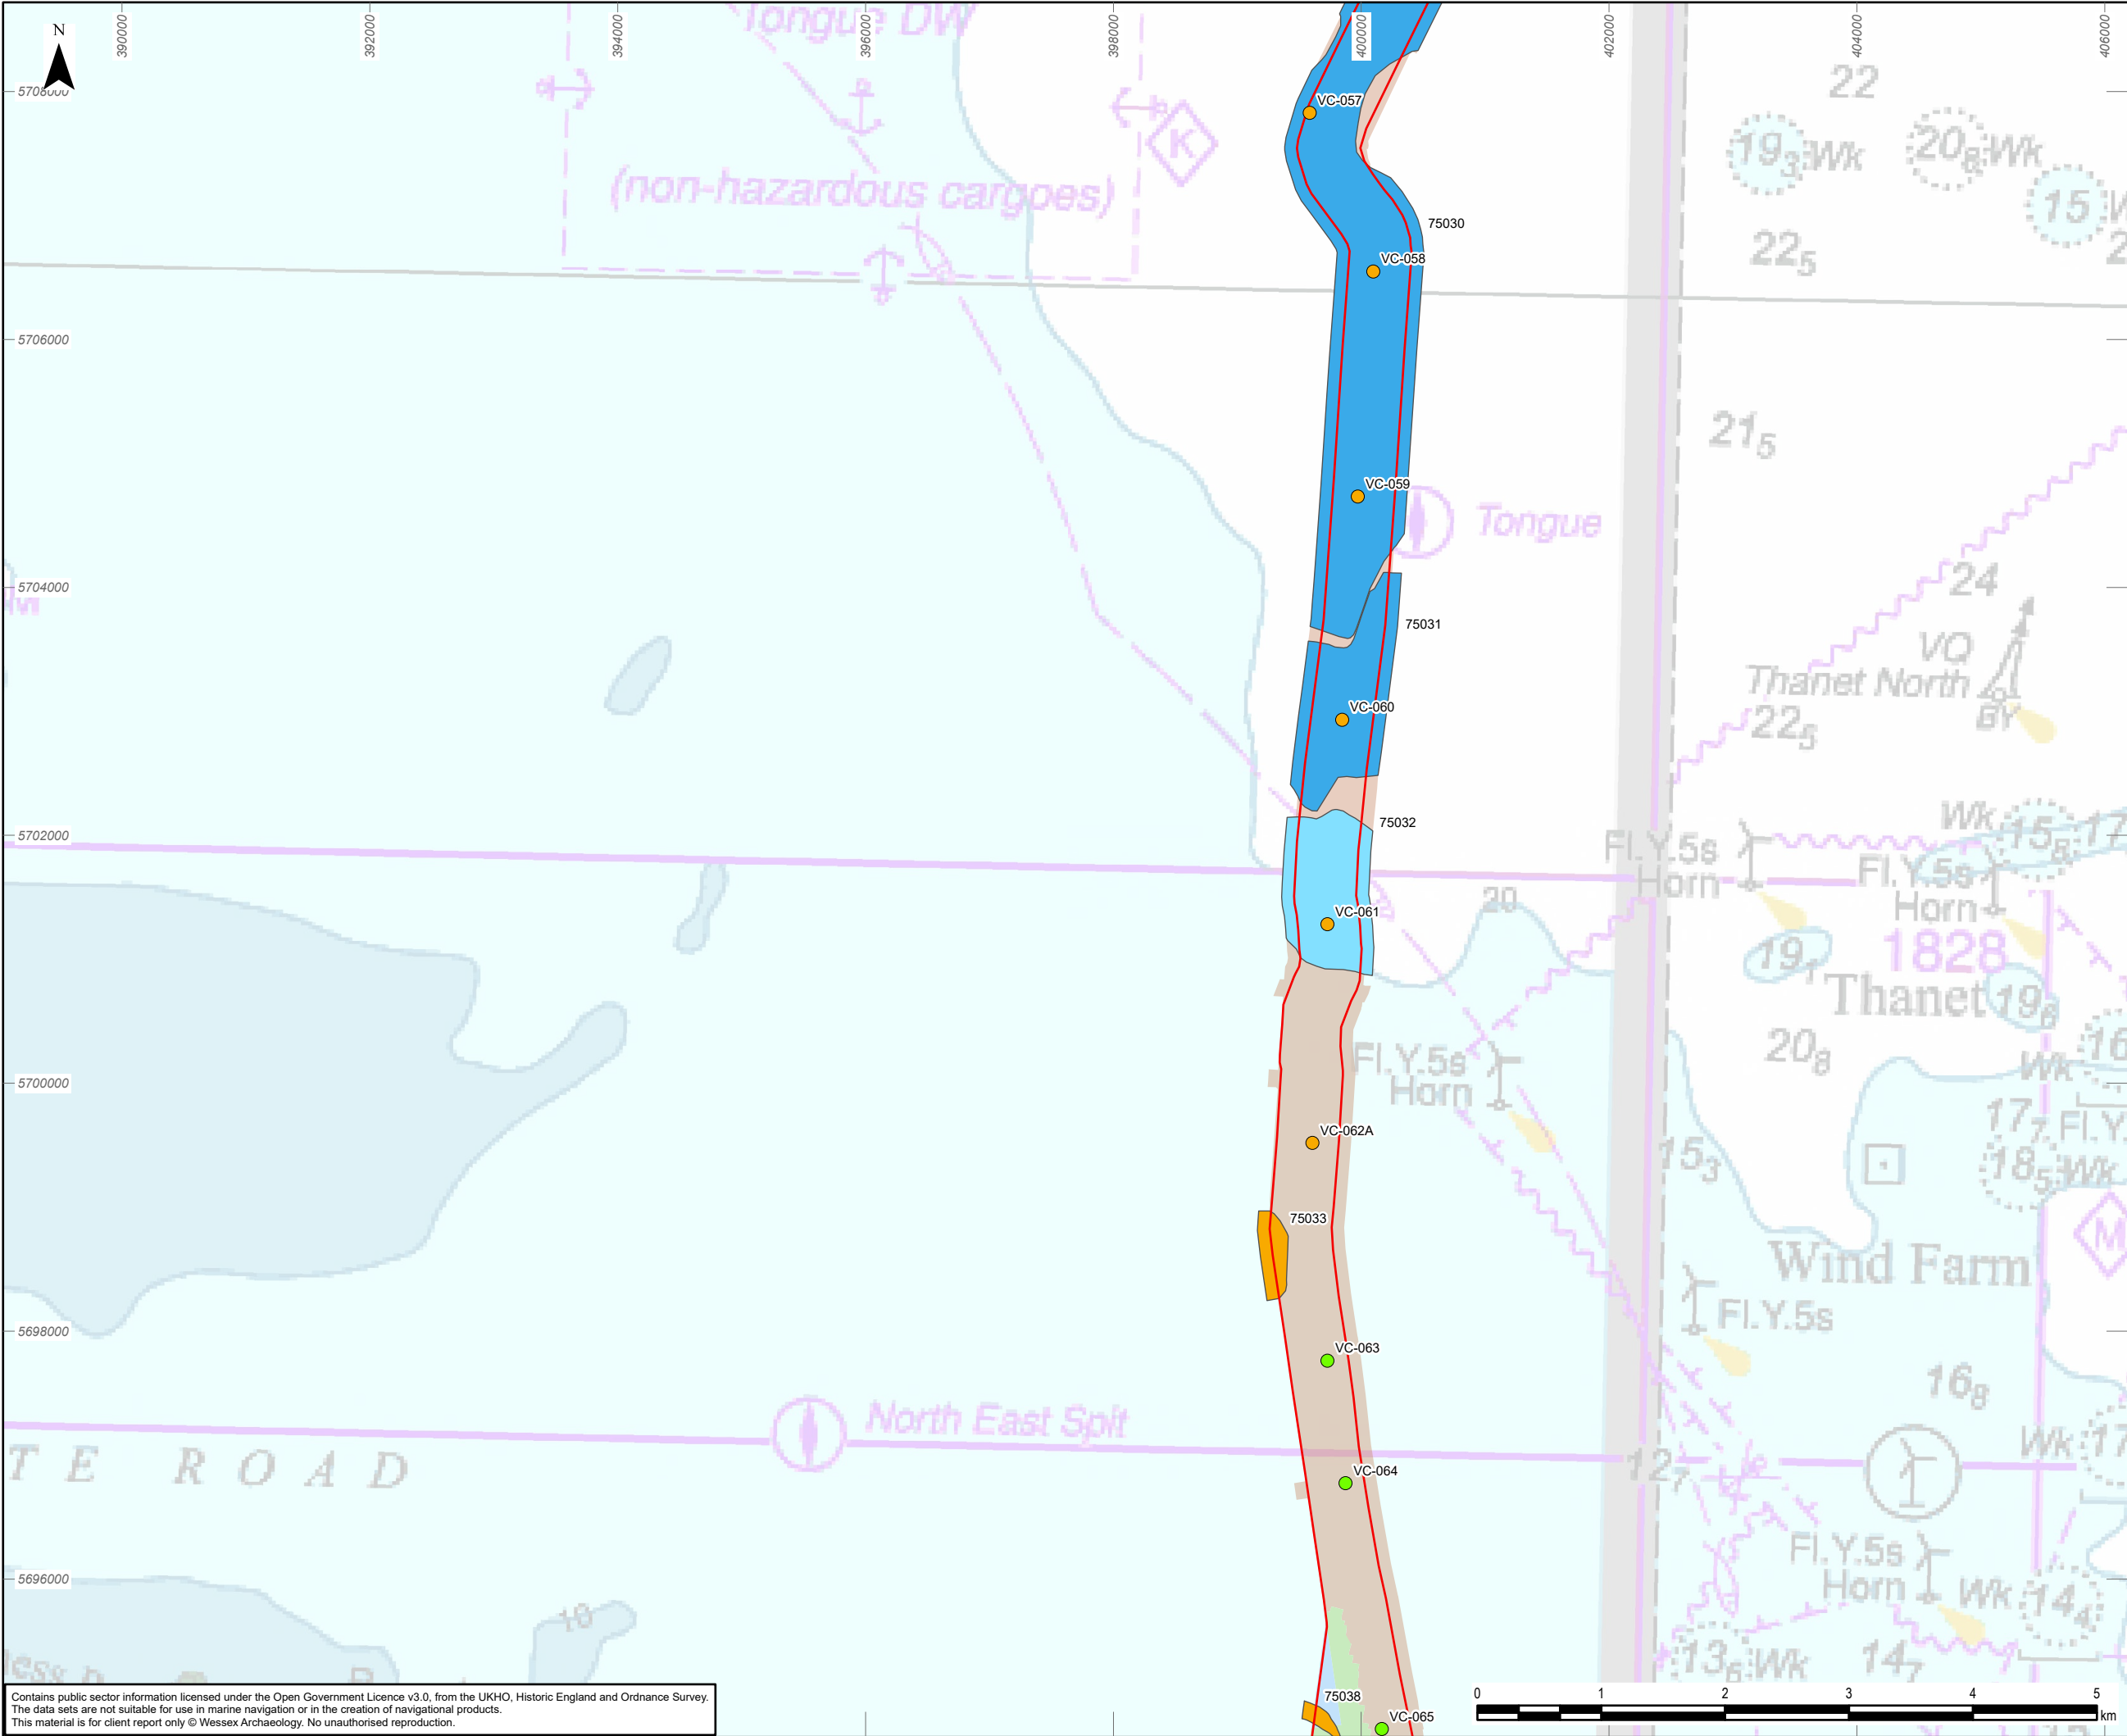 Tongue DW
390000
392000
394000
396000
398000
400000
402000
404000
406000
N
5708000
22
VC-057
K
19₃ Wk
20₆ Wk
(non-hazardous cargoes)
15
75030
22₅
VC-058
5706000
21₅
VC-059
Tongue
5704000
24
75031
VQ
Thanet North
BY
VC-060
22₅
5702000
75032
Wk
15₆
17
Fl.Y.5s
Horn
Fl.Y.5s
Horn
20
VC-061
19₁
1828
Thanet
19₆
5700000
Fl.Y.5s
Horn
20₈
16
Wk
VC-062A
15₃
17₇
Fl.Y
18₅ Wk
75033
M
Wind Farm
5698000
Fl.Y.5s
VC-063
16₈
North East Spit
T E R O A D
Wk
17
VC-064
12₇
5696000
Fl.Y.5s
Horn
Wk
14₄
10
13₆ Wk
14₇
75038
VC-065
0 1 2 3 4 5
km
Contains public sector information licensed under the Open Government Licence v3.0, from the UKHO, Historic England and Ordnance Survey.
The data sets are not suitable for use in marine navigation or in the creation of navigational products.
This material is for client report only © Wessex Archaeology. No unauthorised reproduction.